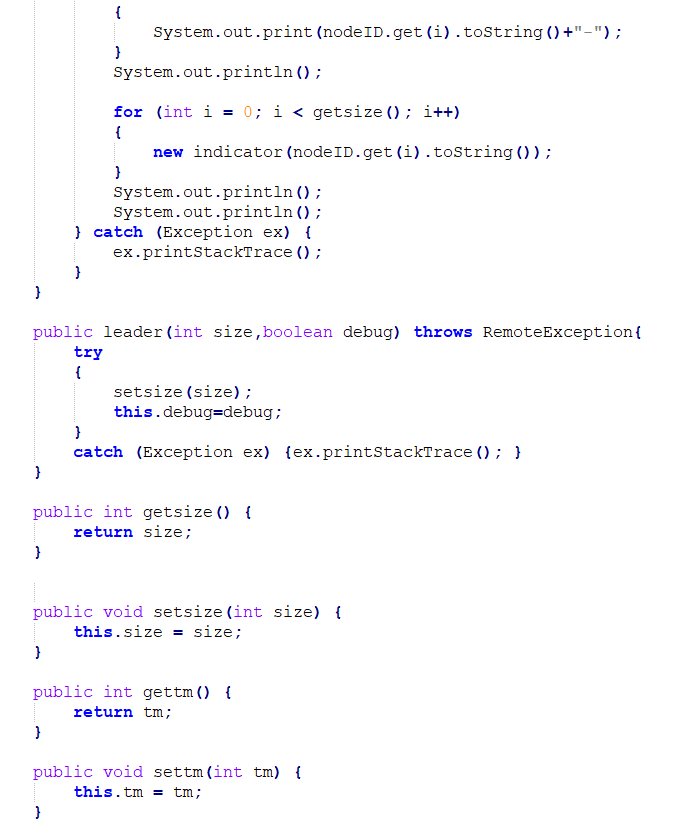 {
System.out.print(nodeID.get(i).toString()+"-");
}
System.out.println();
for (int i = 0; i < getsize(); i++)
{
new indicator(nodeID.get(i).toString());
}
System.out.println();
System.out.println();
} catch (Exception ex) {
ex.printStackTrace();
}
}
public leader(int size,boolean debug) throws RemoteException{
try
{
setsize(size);
this.debug=debug;
}
catch (Exception ex) {ex.printStackTrace(); }
}
public int getsize() {
return size;
}
public void setsize(int size) {
this.size = size;
}
public int gettm() {
return tm;
}
public void settm(int tm) {
this.tm = tm;
}